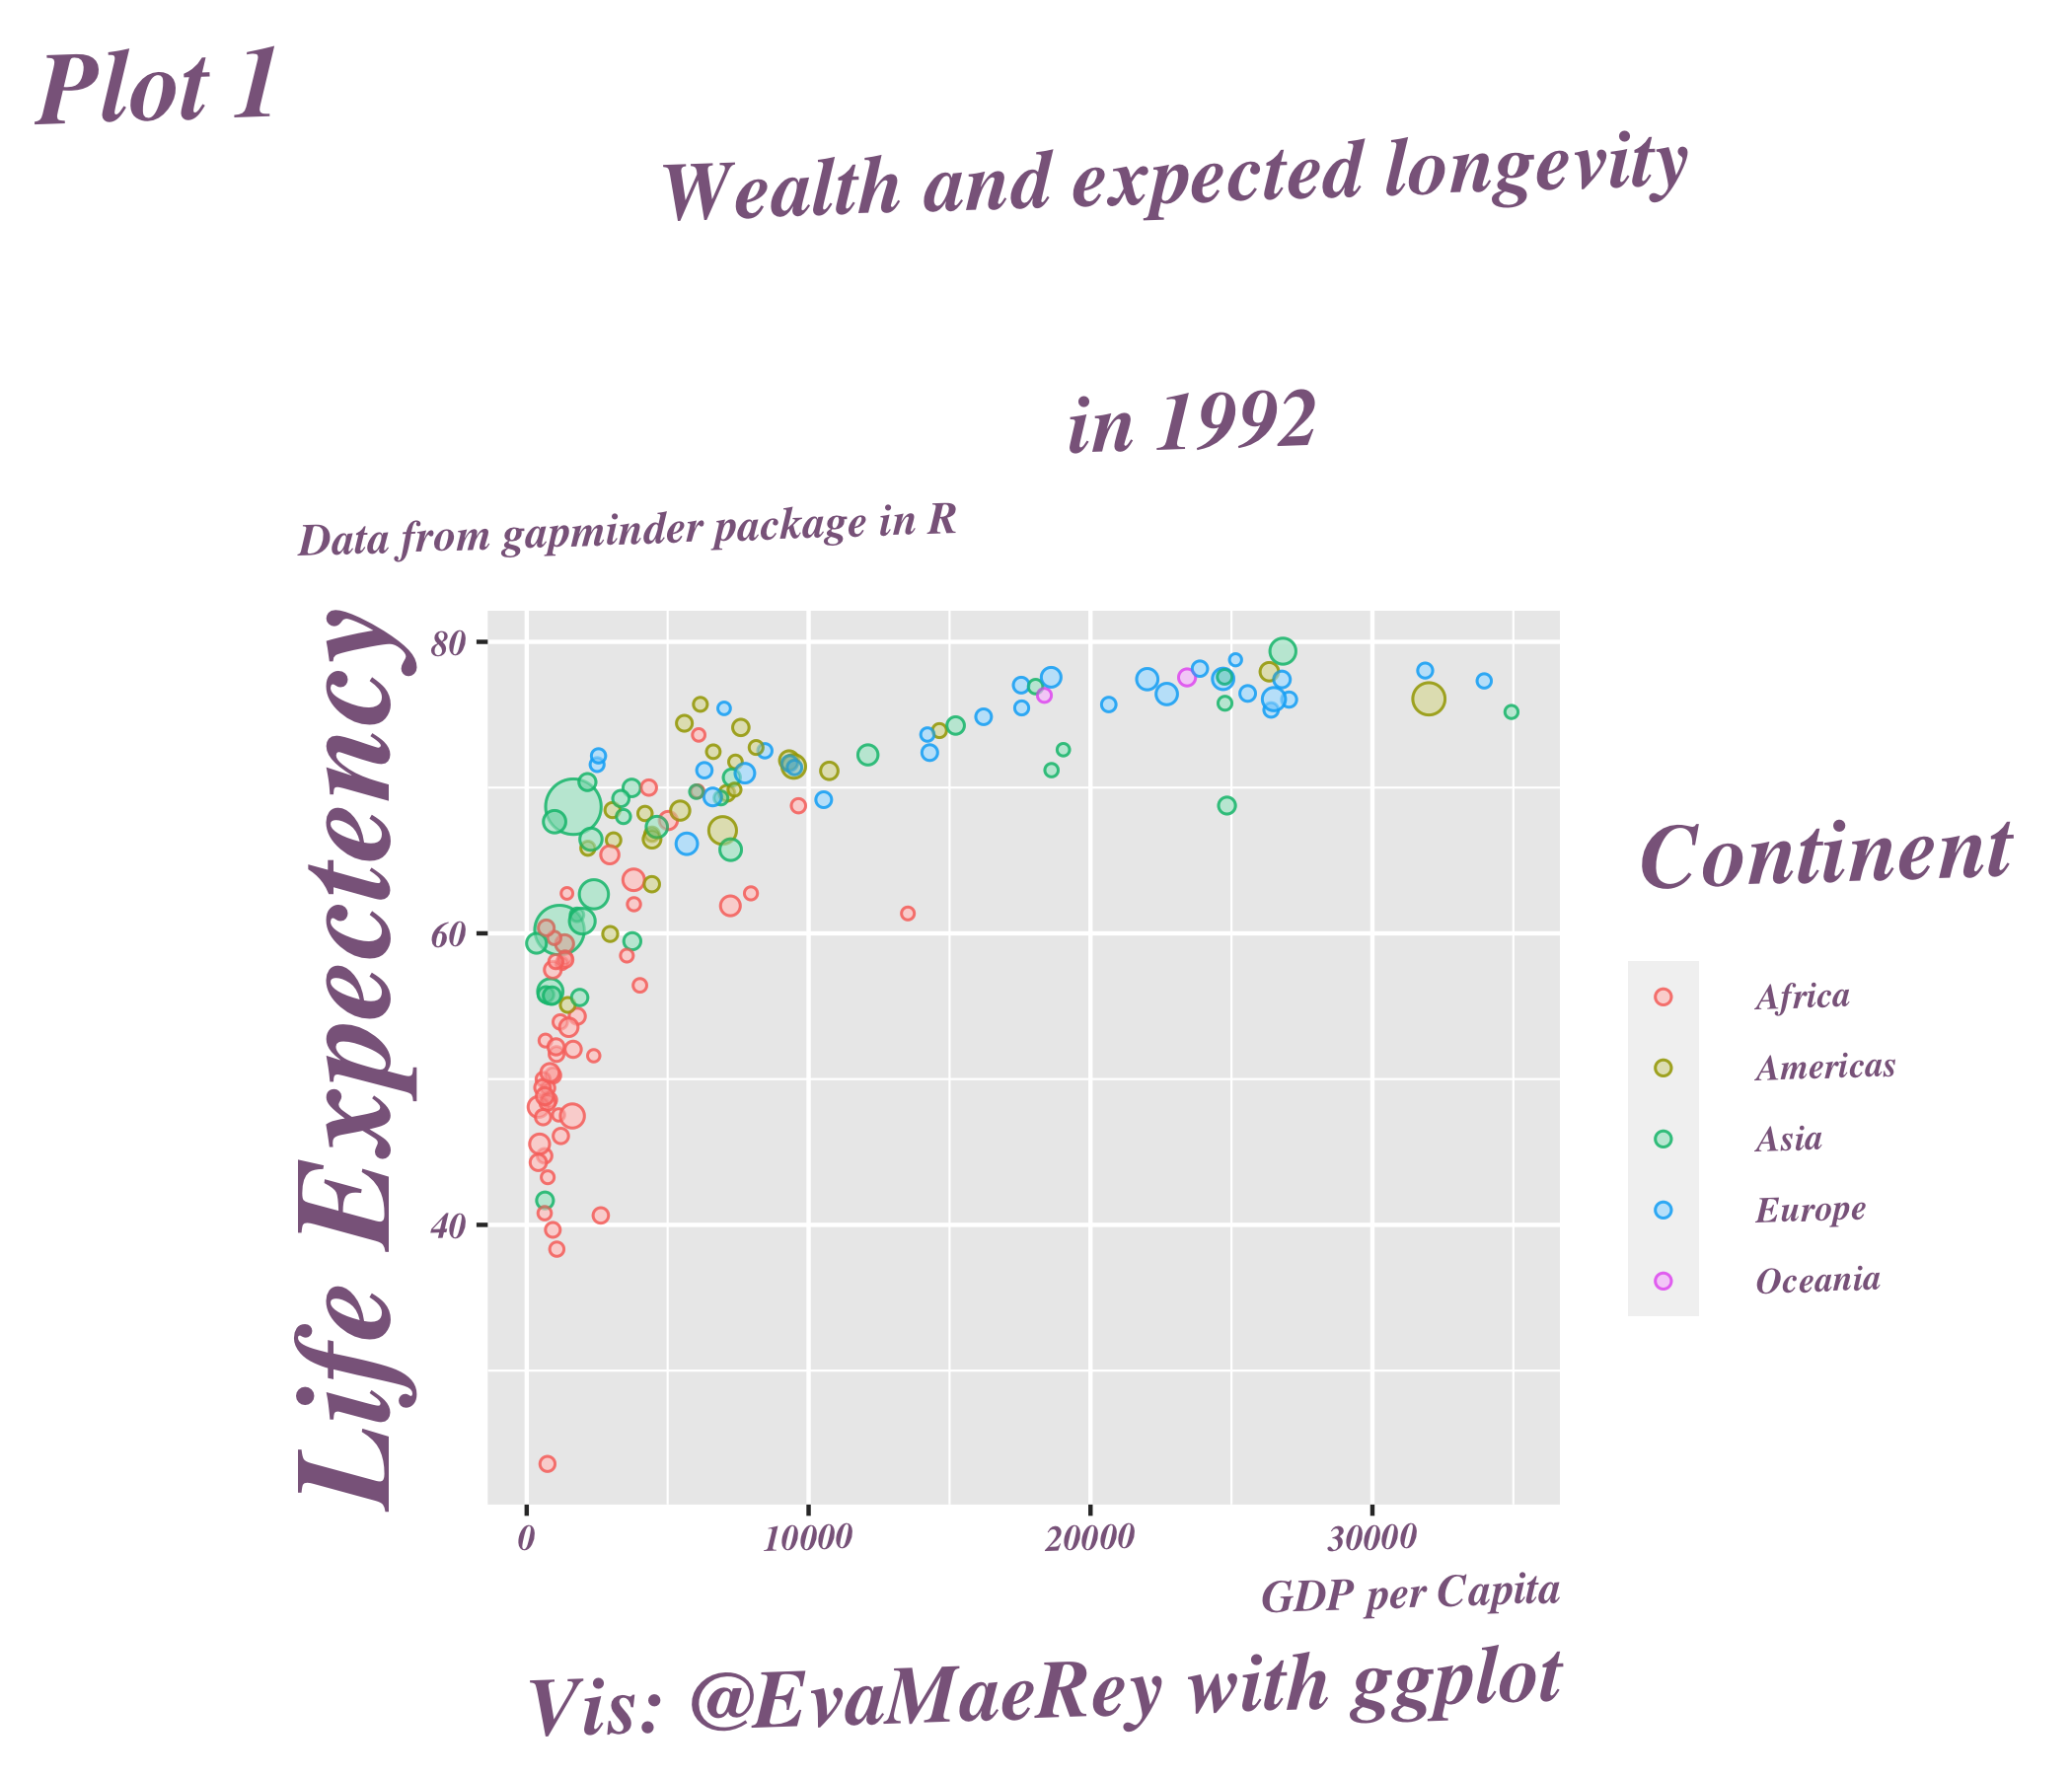 Plot 1
Wealth and expected longevity
in 1992
Data from gapminder package in R
Life Expectency
80
60
40
0 10000 20000 30000
GDP per Capita
Vis: @EvaMaeRey with ggplot
Continent
Africa
Americas
Asia
Europe
Oceania